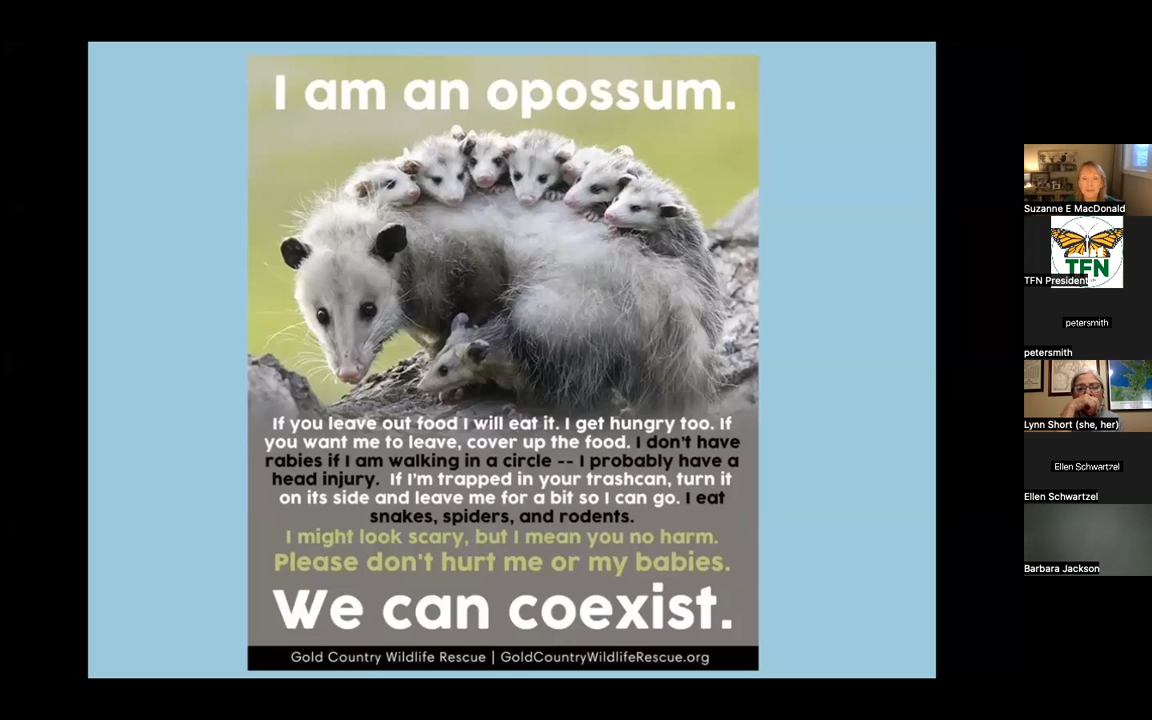 I am an opossum.
If you leave out food I will eat it. I get hungry too. If
you want me to leave, cover up the food. I don't have
rabies if I am walking in a circle -- I probably have a
head injury. If I'm trapped in your trashcan, turn it
on its side and leave me for a bit so I can go. I eat
snakes, spiders, and rodents.
I might look scary, but I mean you no harm.
Please don't hurt me or my babies.
We can coexist.
Gold Country Wildlife Rescue | GoldCountryWildlifeRescue.org
Suzanne E MacDonald
TFN
TFN President
petersmith
petersmith
Lynn Short (she, her)
Ellen Schwartzel
Ellen Schwartzel
Barbara Jackson